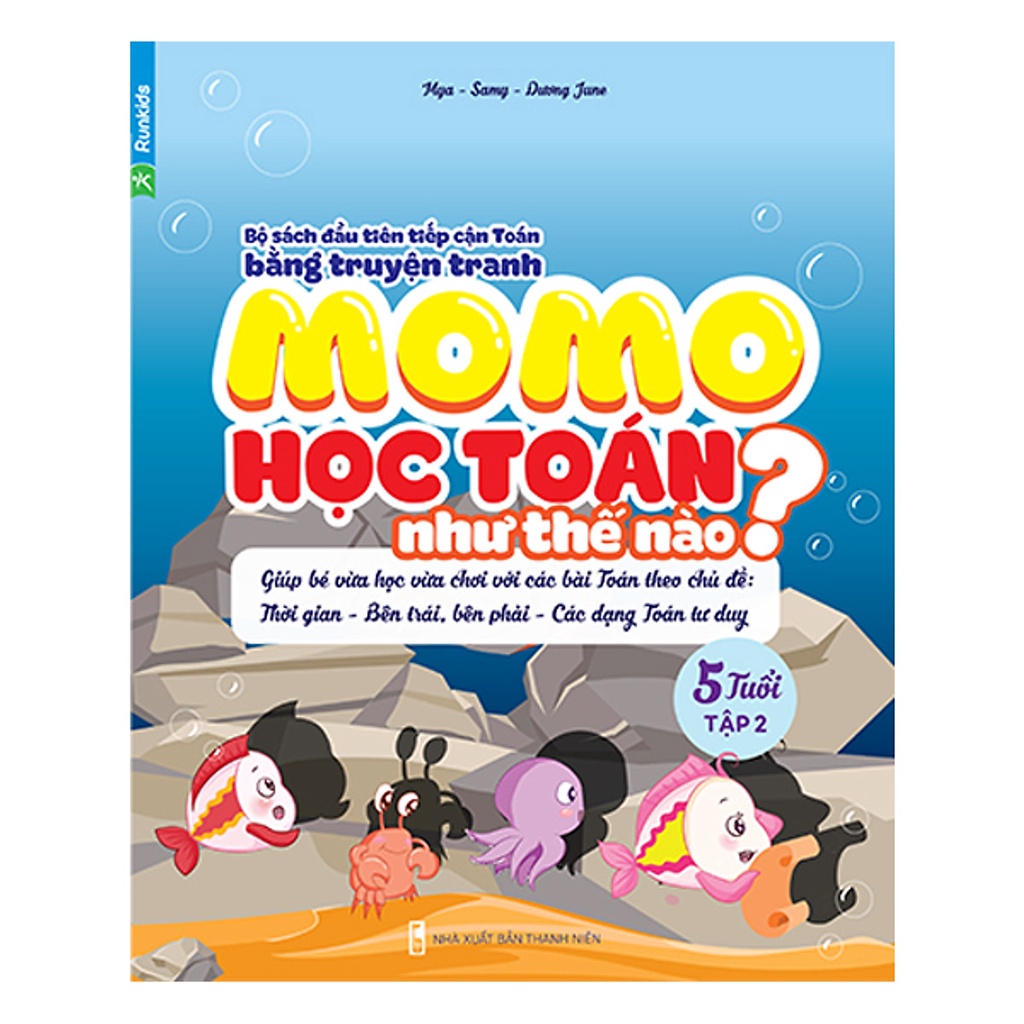 Runkids
Mya - Samy - Dương June
Bộ sách đầu tiên tiếp cận Toán
bằng truyện tranh
MOMO
HỌC TOÁN
như thế nào?
Giúp bé vừa học vừa chơi với các bài Toán theo chủ đề:
Thời gian - Bên trái, bên phải - Các dạng Toán tư duy
5 Tuổi
TẬP 2
NHÀ XUẤT BẢN THANH NIÊN